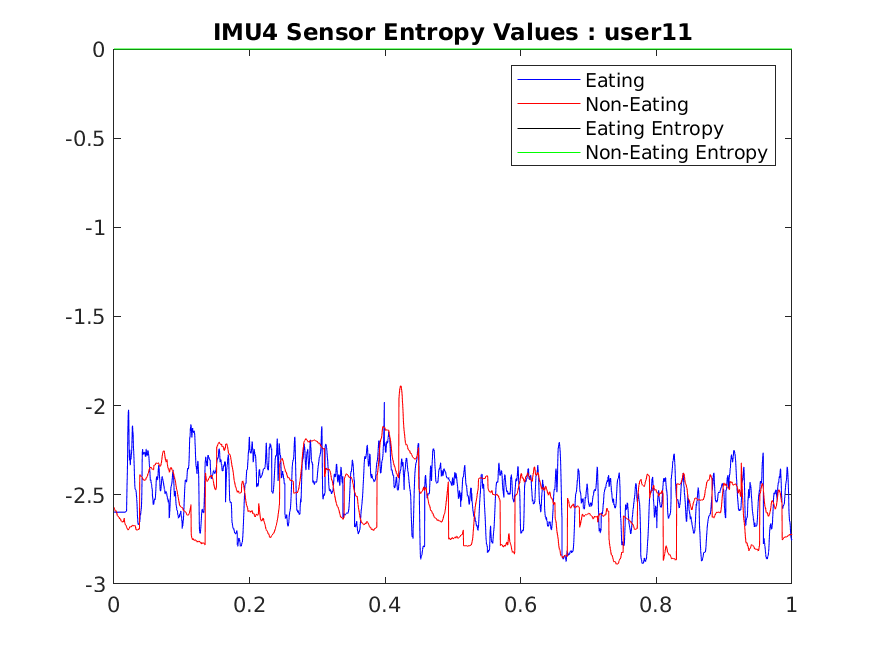 IMU4 Sensor Entropy Values : user11
0
-0.5
-1
-1.5
-2
-2.5
-3
Eating
Non-Eating
Eating Entropy
Non-Eating Entropy
0 0.2 0.4 0.6 0.8 1